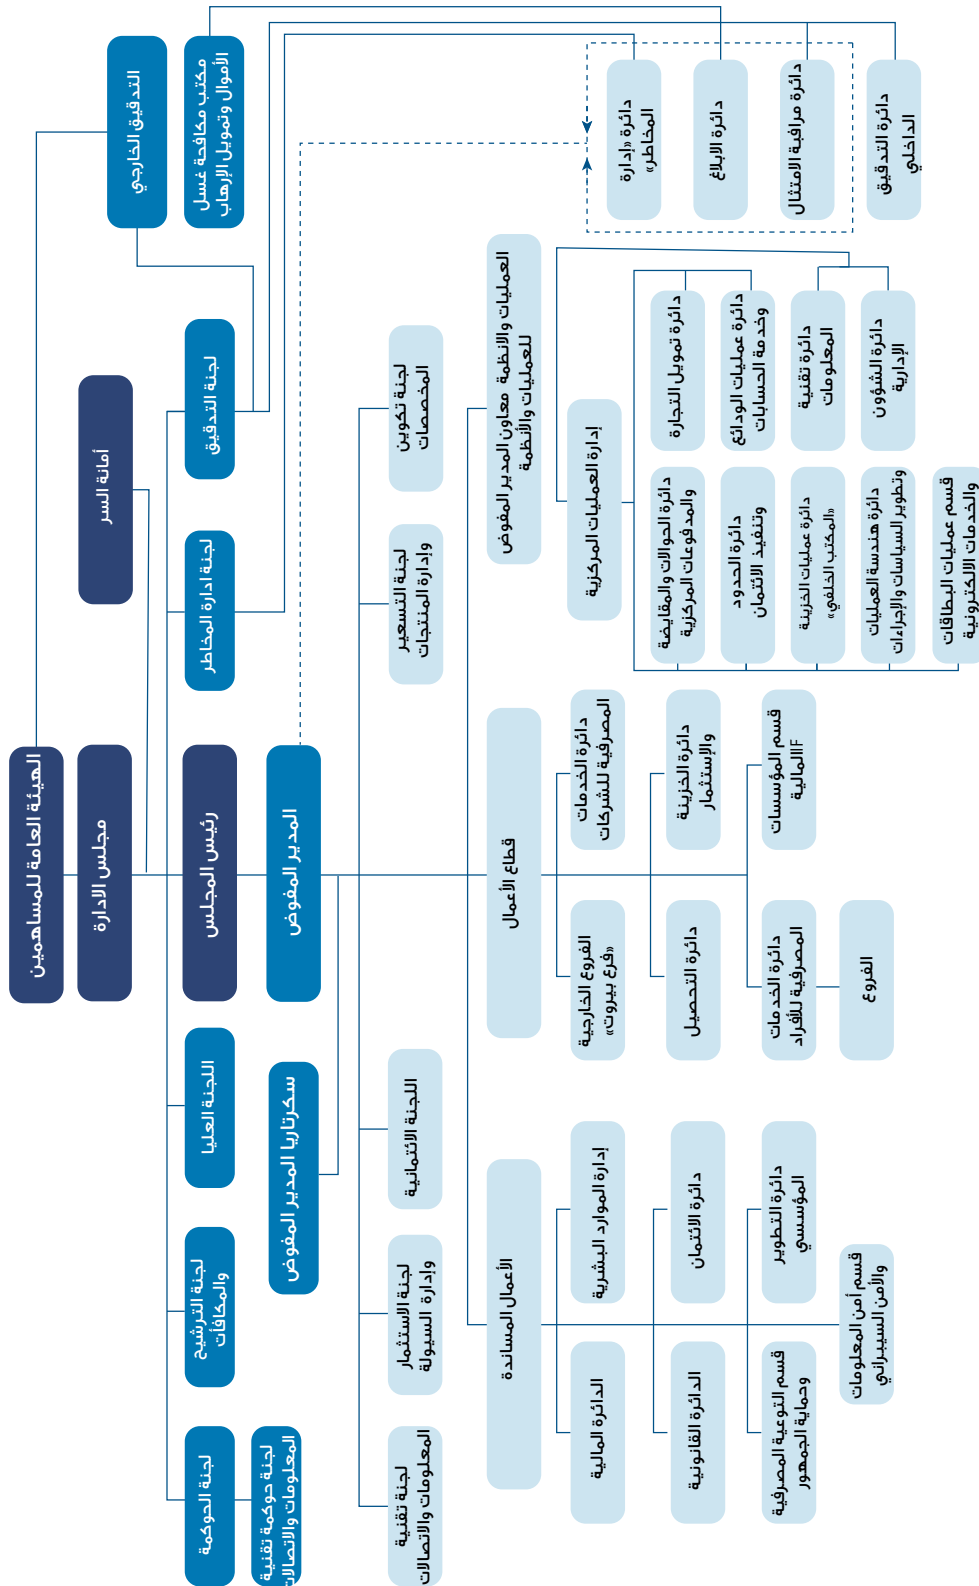 الهيئة العامة للمساهمين
مجلس الادارة
أمانة السر
رئيس المجلس
المدير المفوض
التدقيق الخارجي
مكتب مكافحة غسل
الأموال وتمويل الإرهاب
لجنة التدقيق
لجنة ادارة المخاطر
اللجنة العليا
لجنة الترشيح
والمكافأت
لجنة الحوكمة
لجنة حوكمة تقنية
المعلومات والاتصالات
سكرتاريا المدير المفوض
لجنة تكوين
المخصصات
لجنة التسعير
وإدارة المنتجات
اللجنة الائتمانية
لجنة الاستثمار
وإدارة السيولة
لجنة تقنية
المعلومات والاتصالات
دائرة «إدارة
المخاطر»
دائرة الابلاغ
دائرة مراقبة الامتثال
دائرة التدقيق
الداخلي
العمليات والانظمة معاون المدير المفوض
للعمليات والأنظمة
إدارة العمليات المركزية
دائرة تمويل التجارة
دائرة عمليات الودائع
وخدمة الحسابات
دائرة تقنية
المعلومات
دائرة الشؤون
الإدارية
دائرة الحوالات والمقايضة
والمدفوعات المركزية
دائرة الحدود
وتنفيذ الائتمان
دائرة عمليات الخزينة
«المكتب الخلفي»
دائرة هندسة العمليات
وتطوير السياسات والإجراءات
قسم عمليات البطاقات
والخدمات الالكترونية
قطاع الأعمال
دائرة الخدمات
المصرفية للشركات
الفروع الخارجية
«فرع بيروت»
دائرة الخزينة
والإستثمار
دائرة التحصيل
قسم المؤسسات
المالية FI
دائرة الخدمات
المصرفية للأفراد
الفروع
الأعمال المساندة
إدارة الموارد البشرية
الدائرة المالية
دائرة الائتمان
الدائرة القانونية
دائرة التطوير
المؤسسي
قسم التوعية المصرفية
وحماية الجمهور
قسم أمن المعلومات
والأمن السيبراني